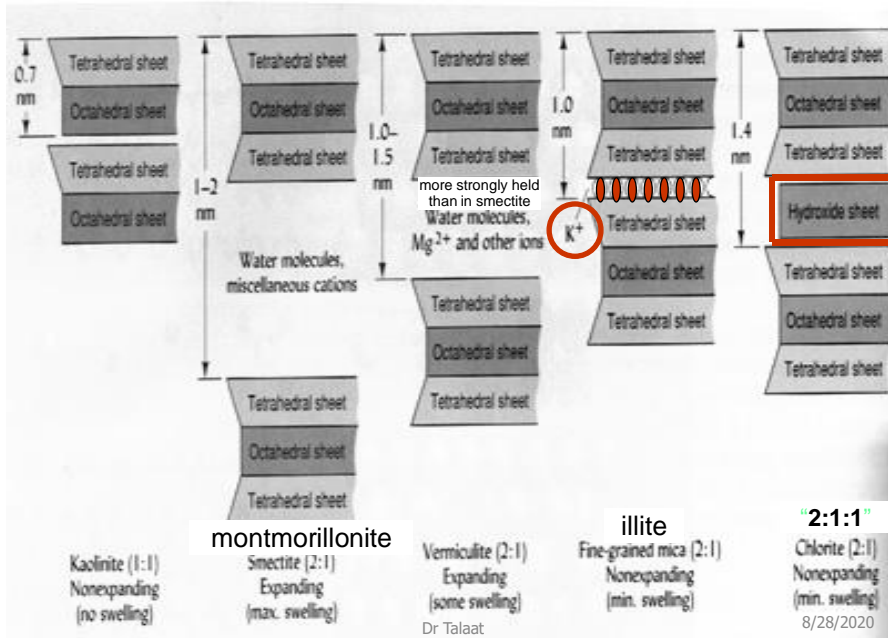 0.7
nm
Tetrahedral sheet
Octahedral sheet
Tetrahedral sheet
Octahedral sheet
Kaolinite (1:1)
Nonexpanding
(no swelling)
1–2
nm
Tetrahedral sheet
Octahedral sheet
Tetrahedral sheet
Water molecules,
miscellaneous cations
Tetrahedral sheet
Octahedral sheet
Tetrahedral sheet
montmorillonite
Smectite (2:1)
Expanding
(max. swelling)
1.0–
1.5
nm
Tetrahedral sheet
Octahedral sheet
Tetrahedral sheet
more strongly held
than in smectite
Water molecules,
Mg2+ and other ions
Tetrahedral sheet
Octahedral sheet
Tetrahedral sheet
Vermiculite (2:1)
Expanding
(some swelling)
1.0
nm
Tetrahedral sheet
Octahedral sheet
Tetrahedral sheet
K+
Tetrahedral sheet
Octahedral sheet
Tetrahedral sheet
illite
Fine-grained mica (2:1)
Nonexpanding
(min. swelling)
1.4
nm
Tetrahedral sheet
Octahedral sheet
Tetrahedral sheet
Hydroxide sheet
Tetrahedral sheet
Octahedral sheet
Tetrahedral sheet
"2:1:1"
Chlorite (2:1)
Nonexpanding
(min. swelling)
Dr Talaat
8/28/2020